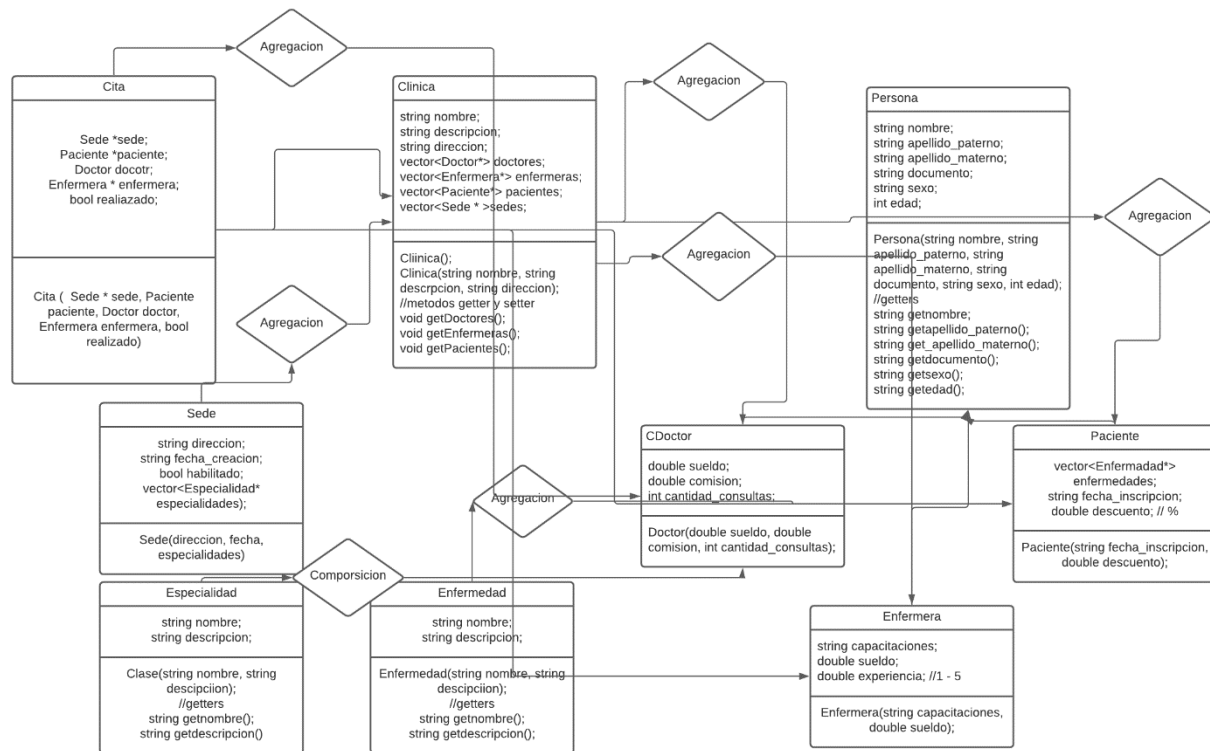 Agregacion
Cita
Sede *sede;
Paciente *paciente;
Doctor docotr;
Enfermera * enfermera;
bool realiazado;
Cita (  Sede * sede, Paciente
paciente, Doctor doctor,
Enfermera enfermera, bool
realizado)
Clinica
string nombre;
string descripcion;
string direccion;
vector<Doctor*> doctores;
vector<Enfermera*> enfermeras;
vector<Paciente*> pacientes;
vector<Sede * >sedes;
Cliinica();
Clinica(string nombre, string
descrpcion, string direccion);
//metodos getter y setter
void getDoctores();
void getEnfermeras();
void getPacientes();
Agregacion
Agregacion
Persona
string nombre;
string apellido_paterno;
string apellido_materno;
string documento;
string sexo;
int edad;
Persona(string nombre, string
apellido_paterno, string
apellido_materno, string
documento, string sexo, int edad);
//getters
string getnombre;
string getapellido_paterno();
string get_apellido_materno();
string getdocumento();
string getsexo();
string getedad();
Agregacion
Agregacion
Sede
string direccion;
string fecha_creacion;
bool habilitado;
vector<Especialidad*
especialidades);
Sede(direccion, fecha,
especialidades)
CDoctor
double sueldo;
double comision;
int cantidad_consultas;
Doctor(double sueldo, double
comision, int cantidad_consultas);
Agregacion
Paciente
vector<Enfermadad*>
enfermedades;
string fecha_inscripcion;
double descuento; // %
Paciente(string fecha_inscripcion,
double descuento);
Comporsicion
Especialidad
string nombre;
string descripcion;
Clase(string nombre, string
descipciion);
//getters
string getnombre();
string getdescripcion()
Enfermedad
string nombre;
string descripcion;
Enfermedad(string nombre, string
descipciion);
//getters
string getnombre();
string getdescripcion();
Enfermera
string capacitaciones;
double sueldo;
double experiencia; //1 - 5
Enfermera(string capacitaciones,
double sueldo);